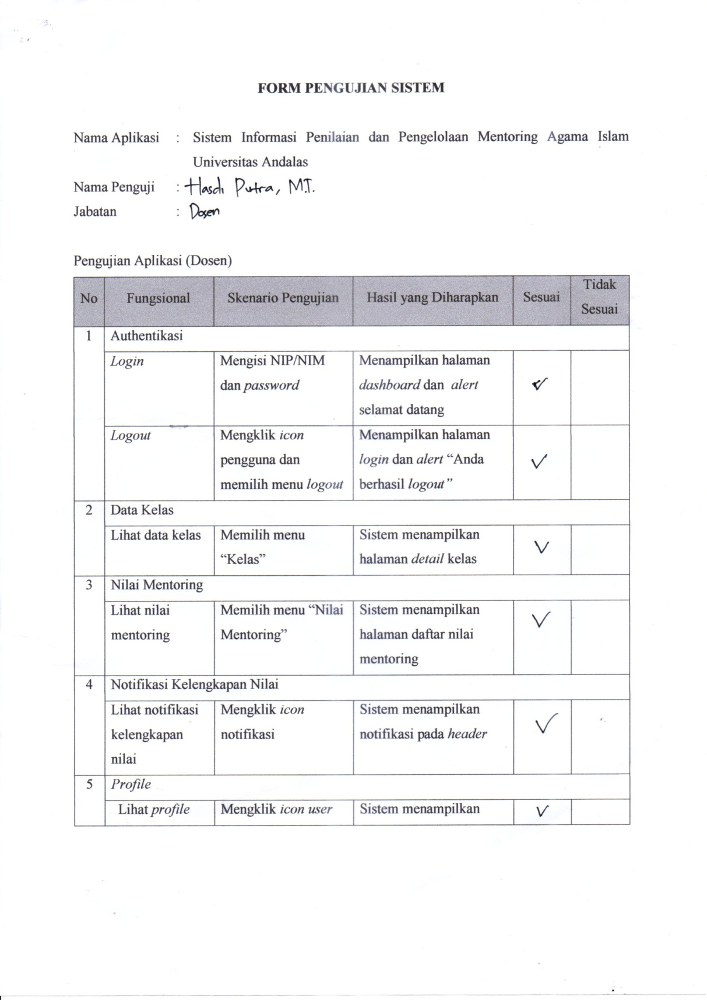 FORM PENGUJIAN SISTEM
Nama Aplikasi : Sistem Informasi Penilaian dan Pengelolaan Mentoring Agama Islam
Universitas Andalas
Nama Penguji : Hasdi Putra, M.T.
Jabatan : Dosen
Pengujian Aplikasi (Dosen)
No Fungsional Skenario Pengujian Hasil yang Diharapkan Sesuai Tidak
Sesuai
1 Authentikasi
Login Mengisi NIP/NIM Menampilkan halaman
dan password dashboard dan alert ✓
selamat datang
Logout Mengklik icon Menampilkan halaman
pengguna dan login dan alert “Anda ✓
memilih menu logout berhasil logout”
2 Data Kelas
Lihat data kelas Memilih menu Sistem menampilkan ✓
“Kelas” halaman detail kelas
3 Nilai Mentoring
Lihat nilai Memilih menu “Nilai Sistem menampilkan ✓
mentoring Mentoring” halaman daftar nilai
mentoring
4 Notifikasi Kelengkapan Nilai
Lihat notifikasi Mengklik icon Sistem menampilkan ✓
kelengkapan notifikasi notifikasi pada header
nilai
5 Profile
Lihat profile Mengklik icon user Sistem menampilkan ✓